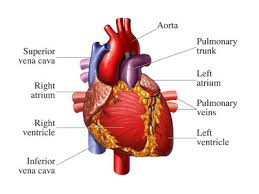 Aorta
Superior
vena cava
Pulmonary
trunk
Right
atrium
Left
atrium
Pulmonary
veins
Right
ventricle
Left
ventricle
Inferior
vena cava